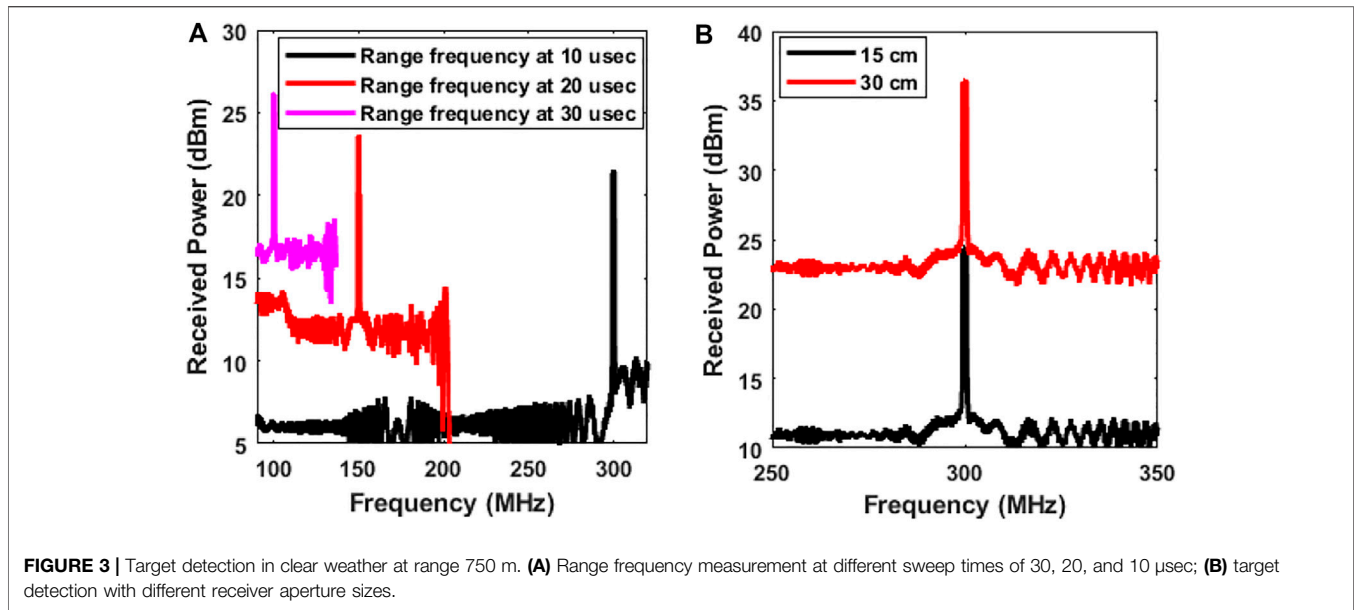 A
30
25
20
15
10
5
Received Power (dBm)
Range frequency at 10 usec
Range frequency at 20 usec
Range frequency at 30 usec
100
150
200
250
300
Frequency (MHz)
B
40
35
30
25
20
15
10
Received Power (dBm)
15 cm
30 cm
250
300
350
Frequency (MHz)
FIGURE 3 | Target detection in clear weather at range 750 m. (A) Range frequency measurement at different sweep times of 30, 20, and 10 μsec; (B) target
detection with different receiver aperture sizes.